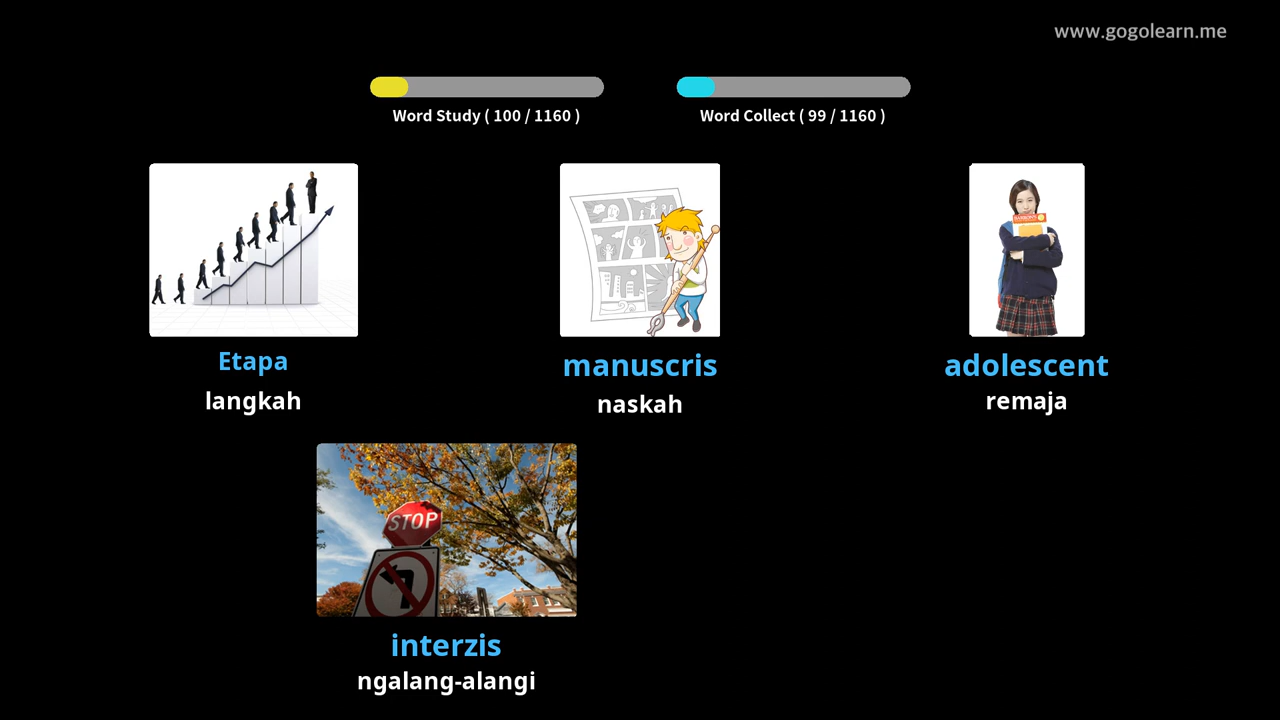 www.gogolearn.me
Word Study ( 100 / 1160 )
Word Collect ( 99 / 1160 )
Etapa
langkah
manuscris
naskah
adolescent
remaja
STOP
interzis
ngalang-alangi